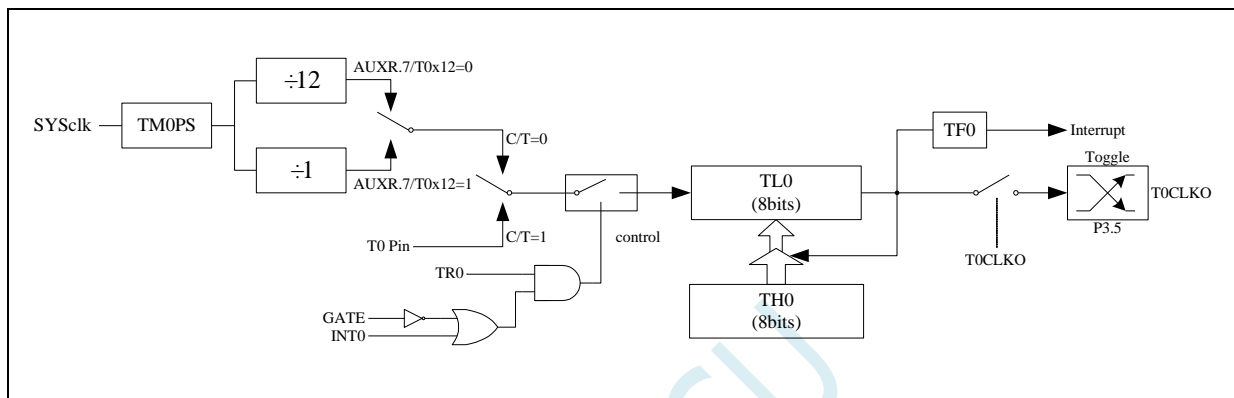 ÷12
AUXR.7/T0x12=0
SYSclk
TM0PS
÷1
AUXR.7/T0x12=1
C/T=0
T0 Pin
C/T=1
control
TR0
GATE
INT0
TL0
(8bits)
TH0
(8bits)
TF0
Interrupt
Toggle
T0CLKO
P3.5
T0CLKO